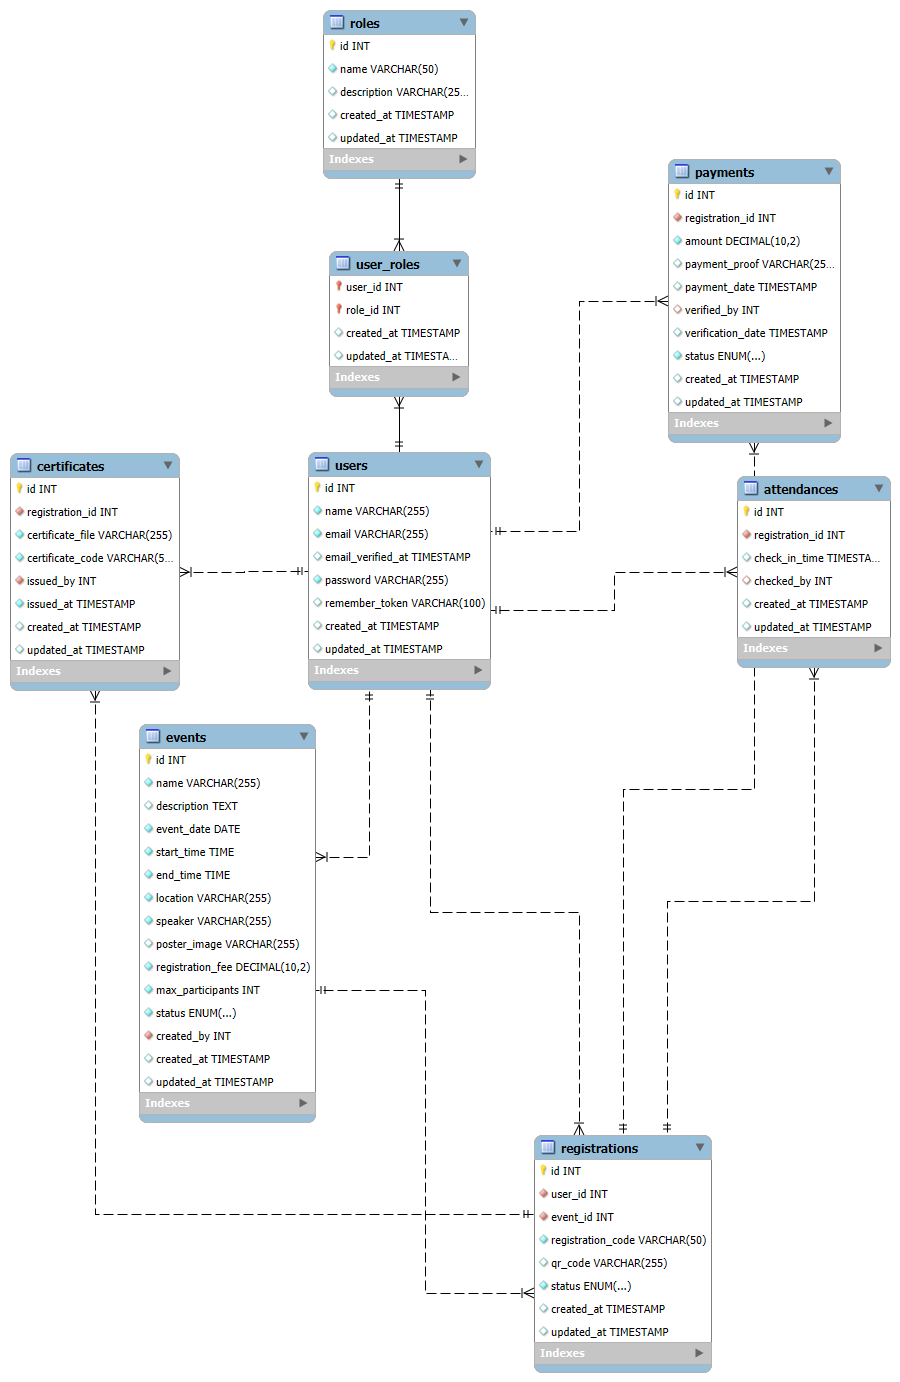 roles
id INT
name VARCHAR(50)
description VARCHAR(25...
created_at TIMESTAMP
updated_at TIMESTAMP
Indexes
payments
id INT
registration_id INT
amount DECIMAL(10,2)
payment_proof VARCHAR(25...
payment_date TIMESTAMP
verified_by INT
verification_date TIMESTAMP
status ENUM(...)
created_at TIMESTAMP
updated_at TIMESTAMP
Indexes
user_roles
user_id INT
role_id INT
created_at TIMESTAMP
updated_at TIMESTA...
Indexes
certificates
id INT
registration_id INT
certificate_file VARCHAR(255)
certificate_code VARCHAR(5...
issued_by INT
issued_at TIMESTAMP
created_at TIMESTAMP
updated_at TIMESTAMP
Indexes
users
id INT
name VARCHAR(255)
email VARCHAR(255)
email_verified_at TIMESTAMP
password VARCHAR(255)
remember_token VARCHAR(100)
created_at TIMESTAMP
updated_at TIMESTAMP
Indexes
attendances
id INT
registration_id INT
check_in_time TIMESTA...
checked_by INT
created_at TIMESTAMP
updated_at TIMESTAMP
Indexes
events
id INT
name VARCHAR(255)
description TEXT
event_date DATE
start_time TIME
end_time TIME
location VARCHAR(255)
speaker VARCHAR(255)
poster_image VARCHAR(255)
registration_fee DECIMAL(10,2)
max_participants INT
status ENUM(...)
created_by INT
created_at TIMESTAMP
updated_at TIMESTAMP
Indexes
registrations
id INT
user_id INT
event_id INT
registration_code VARCHAR(50)
qr_code VARCHAR(255)
status ENUM(...)
created_at TIMESTAMP
updated_at TIMESTAMP
Indexes